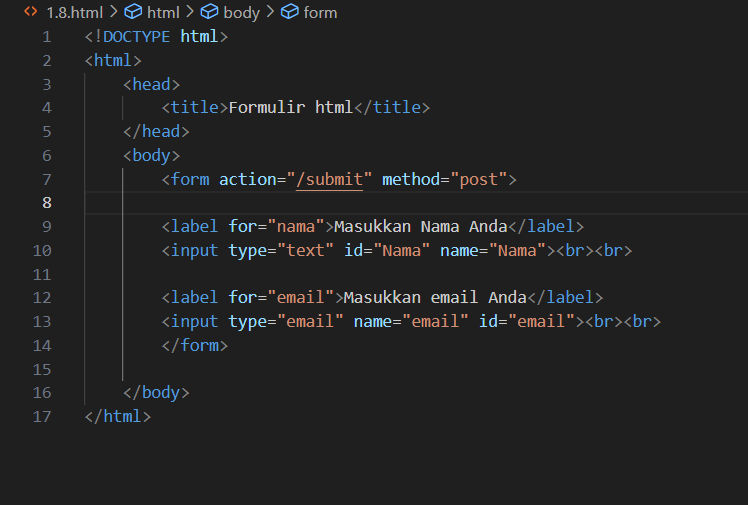 1.8.html > html > body > form
1 <!DOCTYPE html>
2 <html>
3 <head>
4 <title>Formulir html</title>
5 </head>
6 <body>
7 <form action="/submit" method="post">
8
9 <label for="nama">Masukkan Nama Anda</label>
10 <input type="text" id="Nama" name="Nama"><br><br>
11
12 <label for="email">Masukkan email Anda</label>
13 <input type="email" name="email" id="email"><br><br>
14 </form>
15
16 </body>
17 </html>